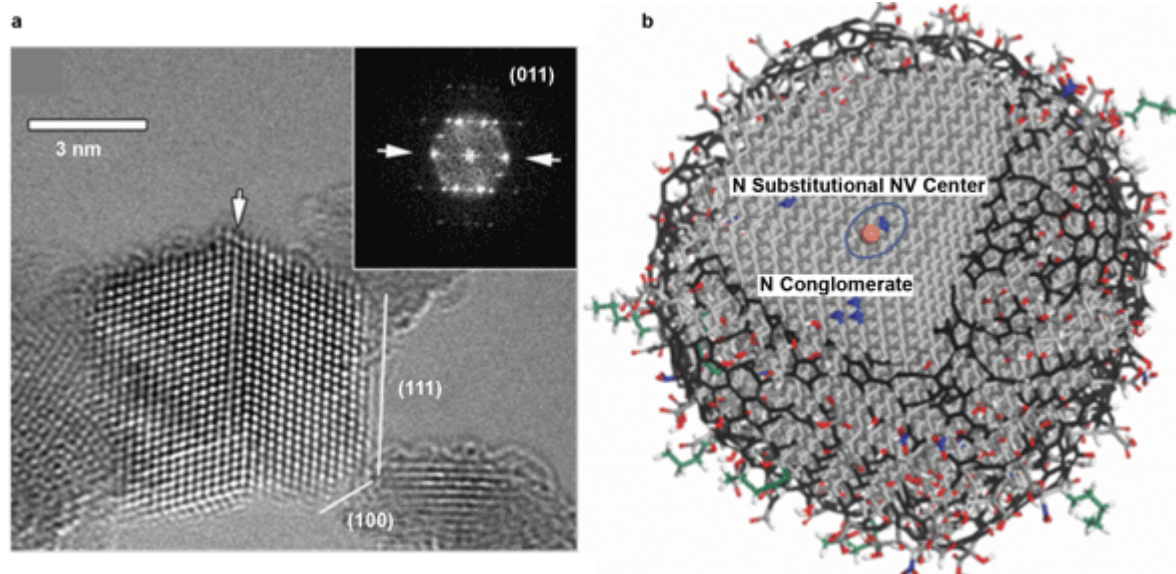 a
(011)
3 nm
(111)
(100)
b
N Substitutional NV Center
N Conglomerate